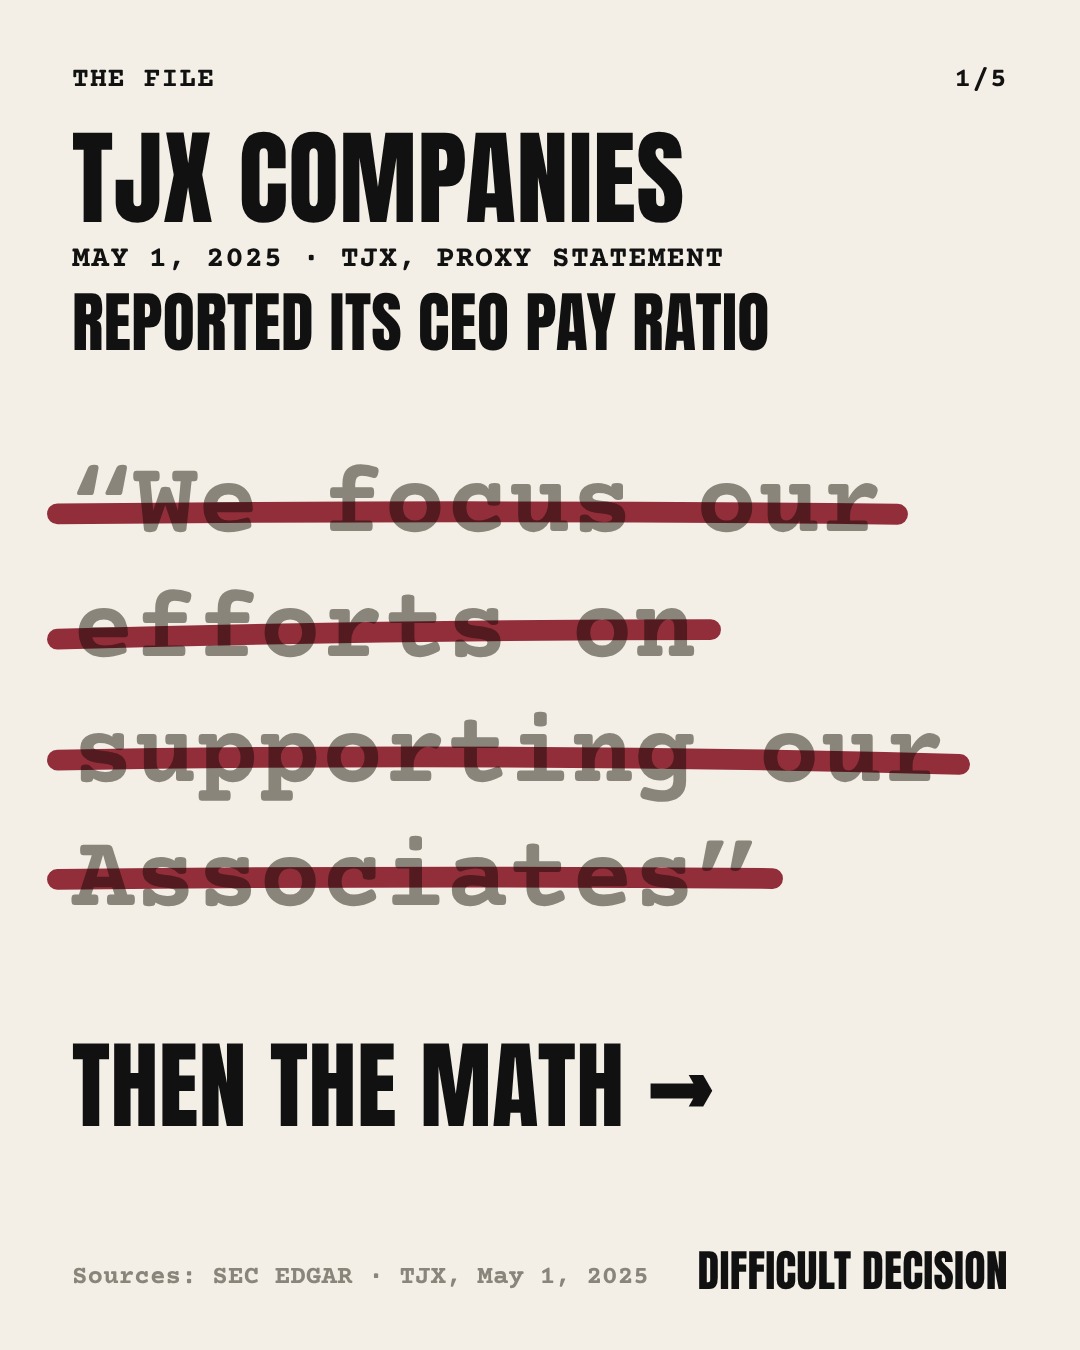 THE FILE 1/5
TJX COMPANIES
MAY 1, 2025 · TJX, PROXY STATEMENT
REPORTED ITS CEO PAY RATIO
“We focus our
efforts on
supporting our
Associates”
THEN THE MATH →
Sources: SEC EDGAR · TJX, May 1, 2025 DIFFICULT DECISION